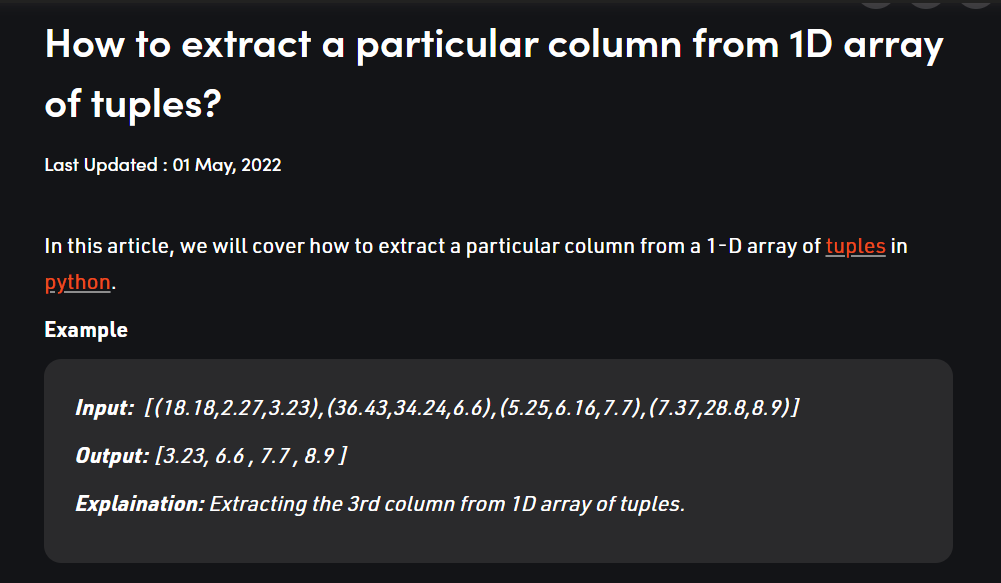 How to extract a particular column from 1D array
of tuples?
Last Updated : 01 May, 2022
In this article, we will cover how to extract a particular column from a 1-D array of tuples in
python.
Example
Input:  [(18.18,2.27,3.23),(36.43,34.24,6.6),(5.25,6.16,7.7),(7.37,28.8,8.9)]
Output: [3.23, 6.6 , 7.7 , 8.9 ]
Explaination: Extracting the 3rd column from 1D array of tuples.